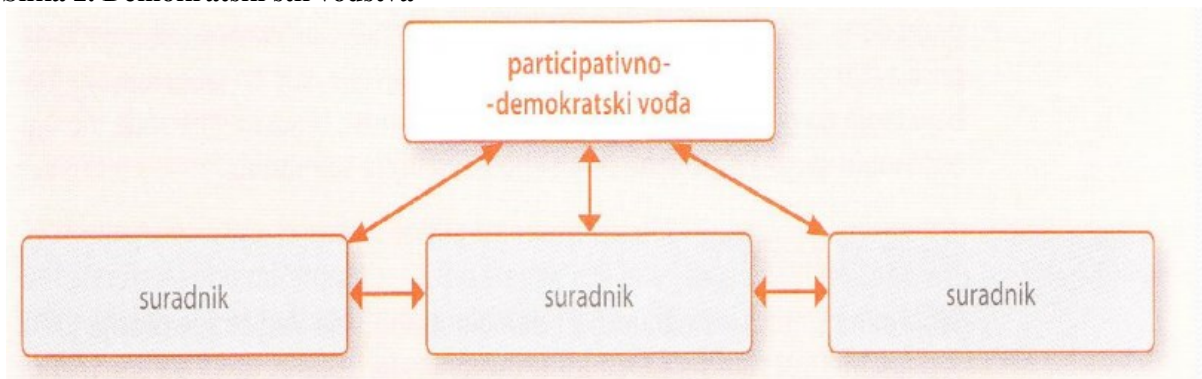 participativno-
-demokratski vođa
suradnik
suradnik
suradnik